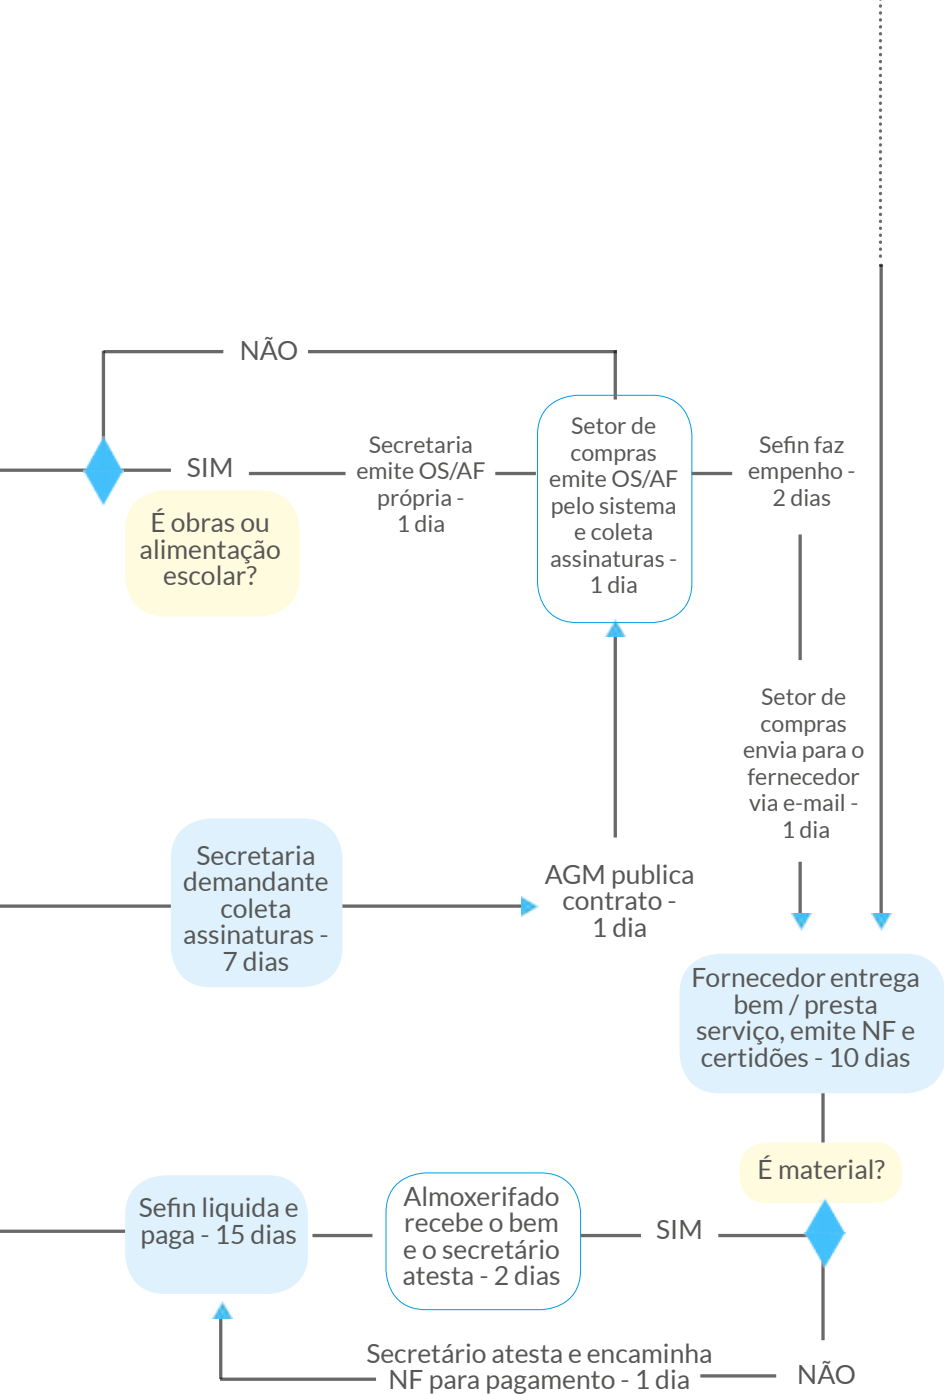 NÃO
SIM
É obras ou
alimentação
escolar?
Secretaria
emite OS/AF
própria -
1 dia
Setor de
compras
emite OS/AF
pelo sistema
e coleta
assinaturas -
1 dia
Sefin faz
empenho -
2 dias
Setor de
compras
envia para o
fernecedor
via e-mail -
1 dia
Secretaria
demandante
coleta
assinaturas -
7 dias
AGM publica
contrato -
1 dia
Fornecedor entrega
bem / presta
serviço, emite NF e
certidões - 10 dias
É material?
SIM
Almoxerifado
recebe o bem
e o secretário
atesta - 2 dias
Sefin liquida e
paga - 15 dias
NÃO
Secretário atesta e encaminha
NF para pagamento - 1 dia